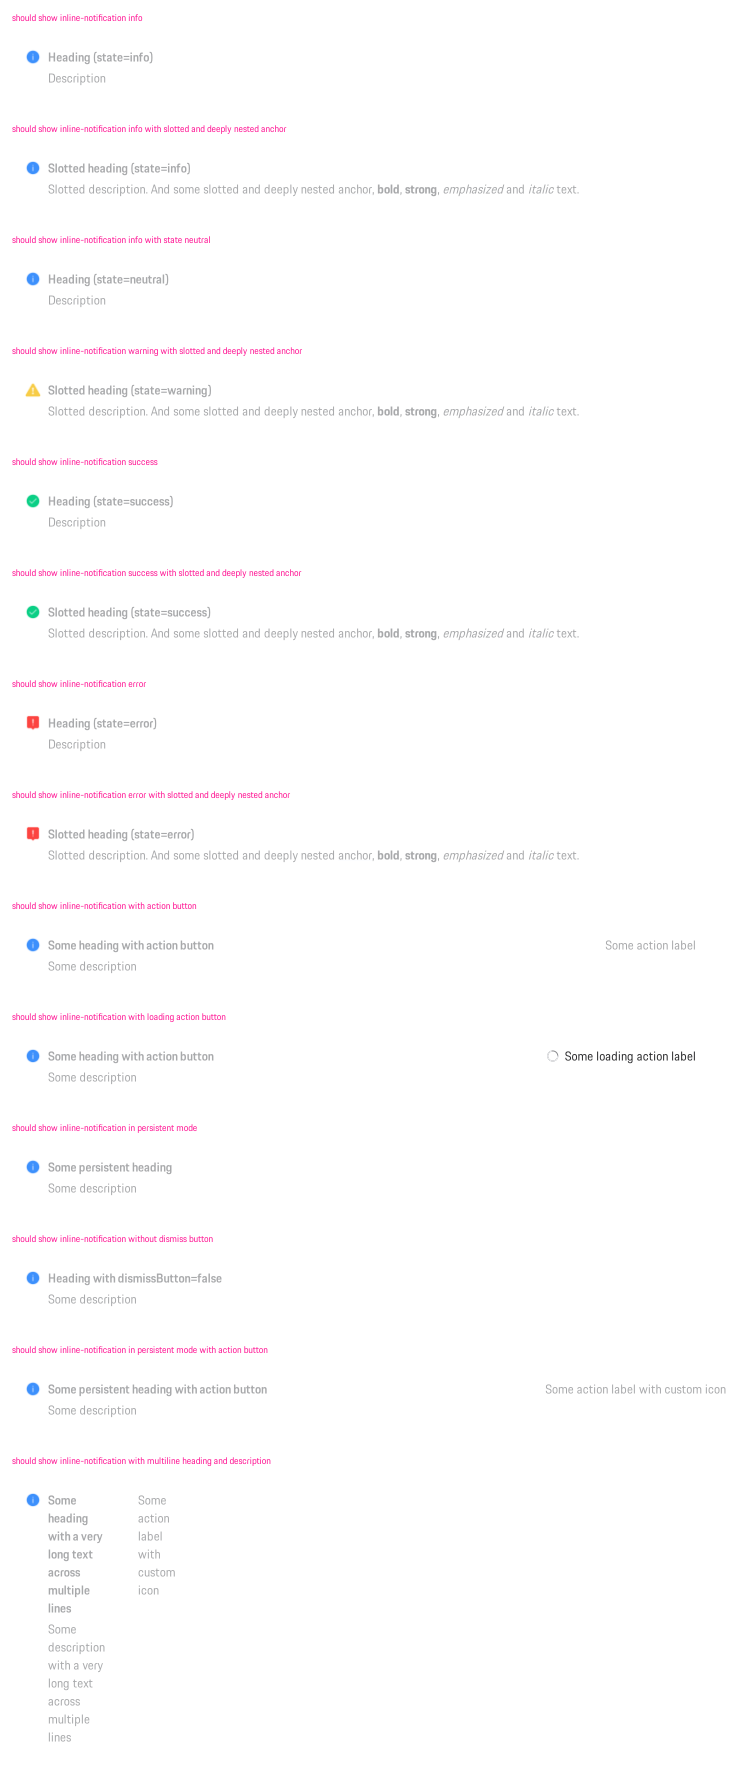 should show inline-notification info
Heading (state=info)
Description
should show inline-notification info with slotted and deeply nested anchor
Slotted heading (state=info)
Slotted description. And some slotted and deeply nested anchor, bold, strong, emphasized and italic text.
should show inline-notification info with state neutral
Heading (state=neutral)
Description
should show inline-notification warning with slotted and deeply nested anchor
Slotted heading (state=warning)
Slotted description. And some slotted and deeply nested anchor, bold, strong, emphasized and italic text.
should show inline-notification success
Heading (state=success)
Description
should show inline-notification success with slotted and deeply nested anchor
Slotted heading (state=success)
Slotted description. And some slotted and deeply nested anchor, bold, strong, emphasized and italic text.
should show inline-notification error
Heading (state=error)
Description
should show inline-notification error with slotted and deeply nested anchor
Slotted heading (state=error)
Slotted description. And some slotted and deeply nested anchor, bold, strong, emphasized and italic text.
should show inline-notification with action button
Some heading with action button
Some description
Some action label
should show inline-notification with loading action button
Some heading with action button
Some description
Some loading action label
should show inline-notification in persistent mode
Some persistent heading
Some description
should show inline-notification without dismiss button
Heading with dismissButton=false
Some description
should show inline-notification in persistent mode with action button
Some persistent heading with action button
Some description
Some action label with custom icon
should show inline-notification with multiline heading and description
Some
heading
with a very
long text
across
multiple
lines
Some
description
with a very
long text
across
multiple
lines
Some
action
label
with
custom
icon